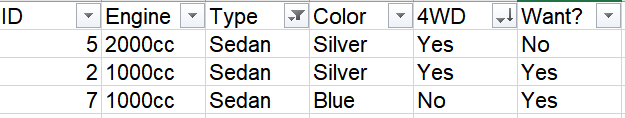 ID Engine Type Color 4WD Want?
5 2000cc Sedan Silver Yes No
2 1000cc Sedan Silver Yes Yes
7 1000cc Sedan Blue No Yes